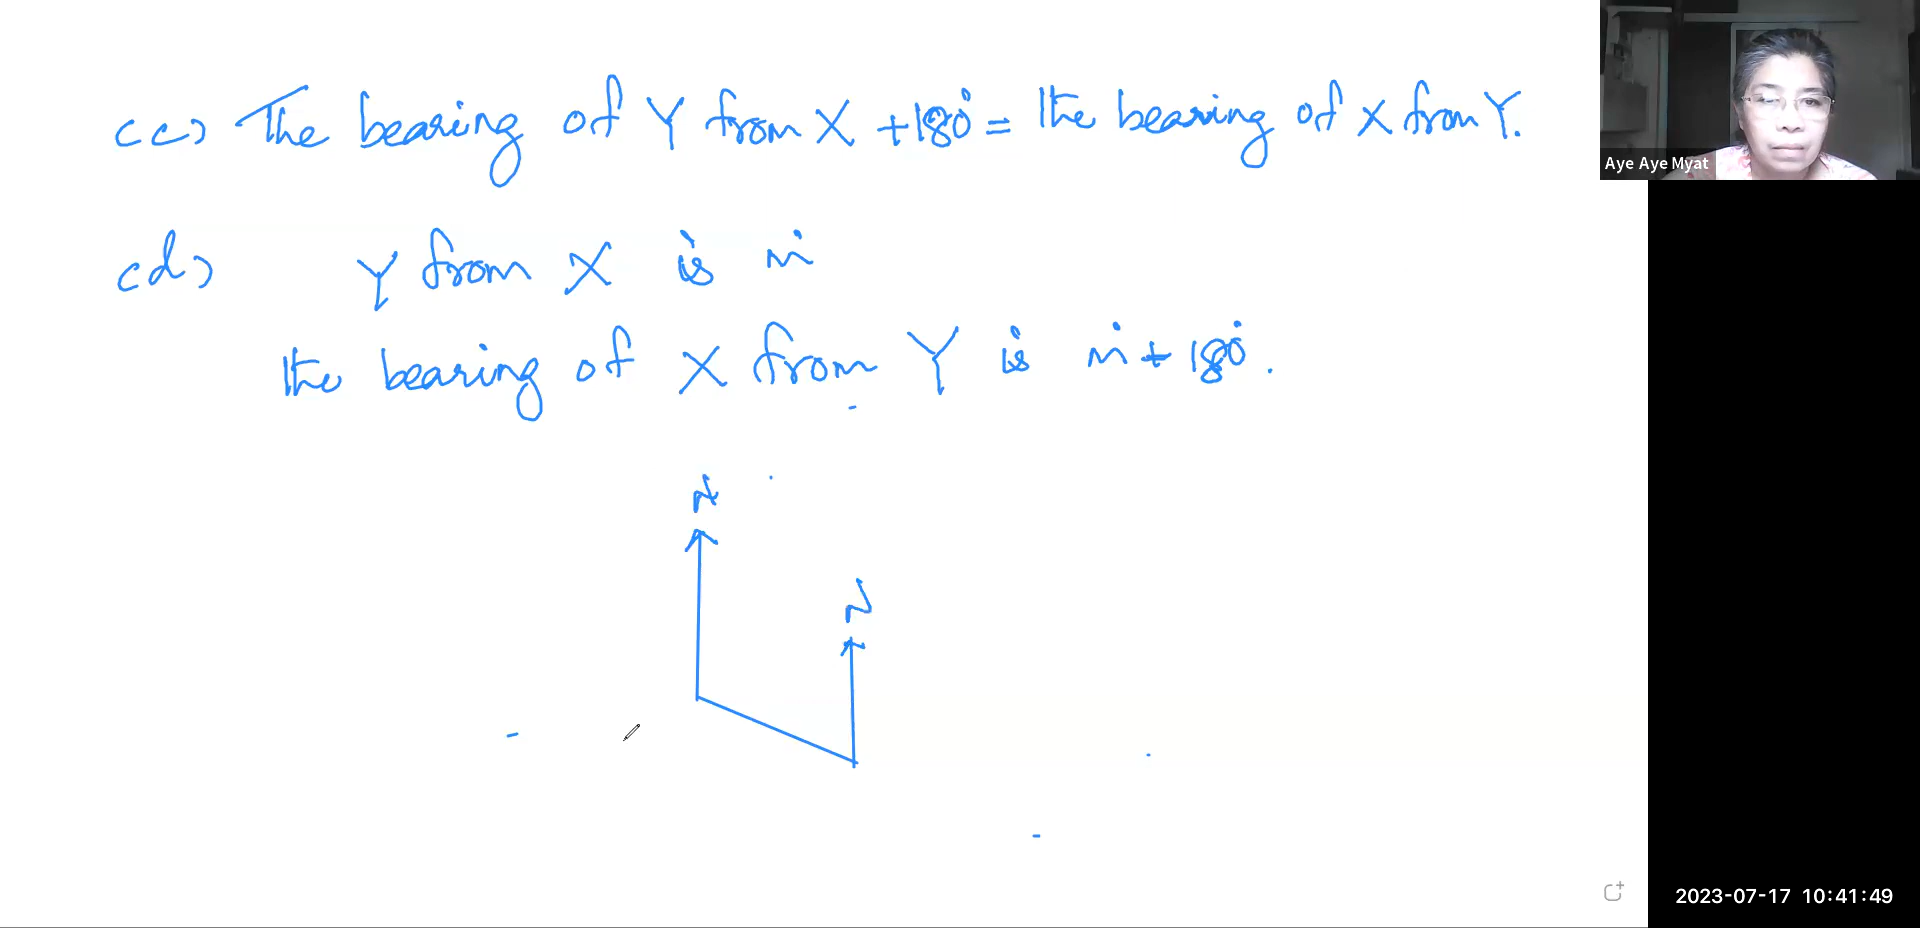 (c) The bearing of Y from X +180° = the bearing of X from Y.
(d) Y from X is m°
the bearing of X from Y is m°+ 180°.
N
N
Aye Aye Myat
2023-07-17 10:41:49